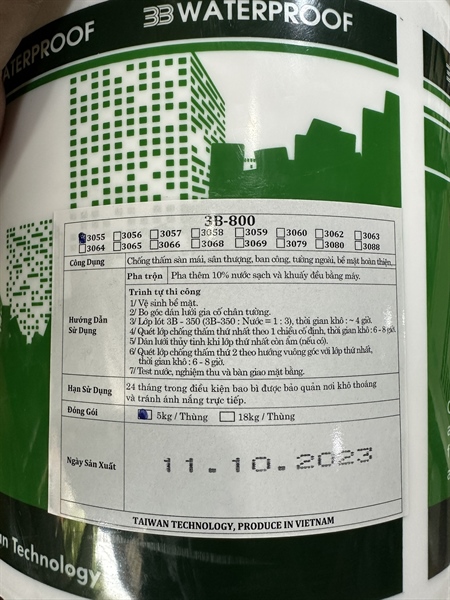 ATERPROOF
3B WATERPROOF
3B-800
3055 3056 3057 3058 3059 3060 3062 3063
3064 3065 3066 3068 3069 3079 3080 3088
Công Dụng
Chống thấm sàn mái, sân thượng, ban công, tường ngoài, bề mặt hoàn thiện,..
Hướng Dẫn
Sử Dụng
Pha trộn
Pha thêm 10% nước sạch và khuấy đều bằng máy.
Trình tự thi công
1/ Vệ sinh bề mặt.
2/ Bo góc dán lưới gia cố chân tường.
3/ Lớp lót 3B - 350 (3B-350 : Nước = 1 : 3), thời gian khô : ~ 4 giờ.
4/ Quét lớp chống thấm thứ nhất theo 1 chiều cố định, thời gian khô : 6 - 8 giờ.
5/ Dán lưới thủy tinh khi lớp thứ nhất còn ẩm (nếu có).
6/ Quét lớp chống thấm thứ 2 theo hướng vuông góc với lớp thứ nhất,
thời gian khô : 6 - 8 giờ.
7/ Test nước, nghiệm thu và bàn giao mặt bằng.
Hạn Sử Dụng
24 tháng trong điều kiện bao bì được bảo quản nơi khô thoáng
và tránh ánh nắng trực tiếp.
Đóng Gói
5kg / Thùng 18kg / Thùng
Ngày Sản Xuất
11.10.2023
TAIWAN TECHNOLOGY, PRODUCE IN VIETNAM
an Technology